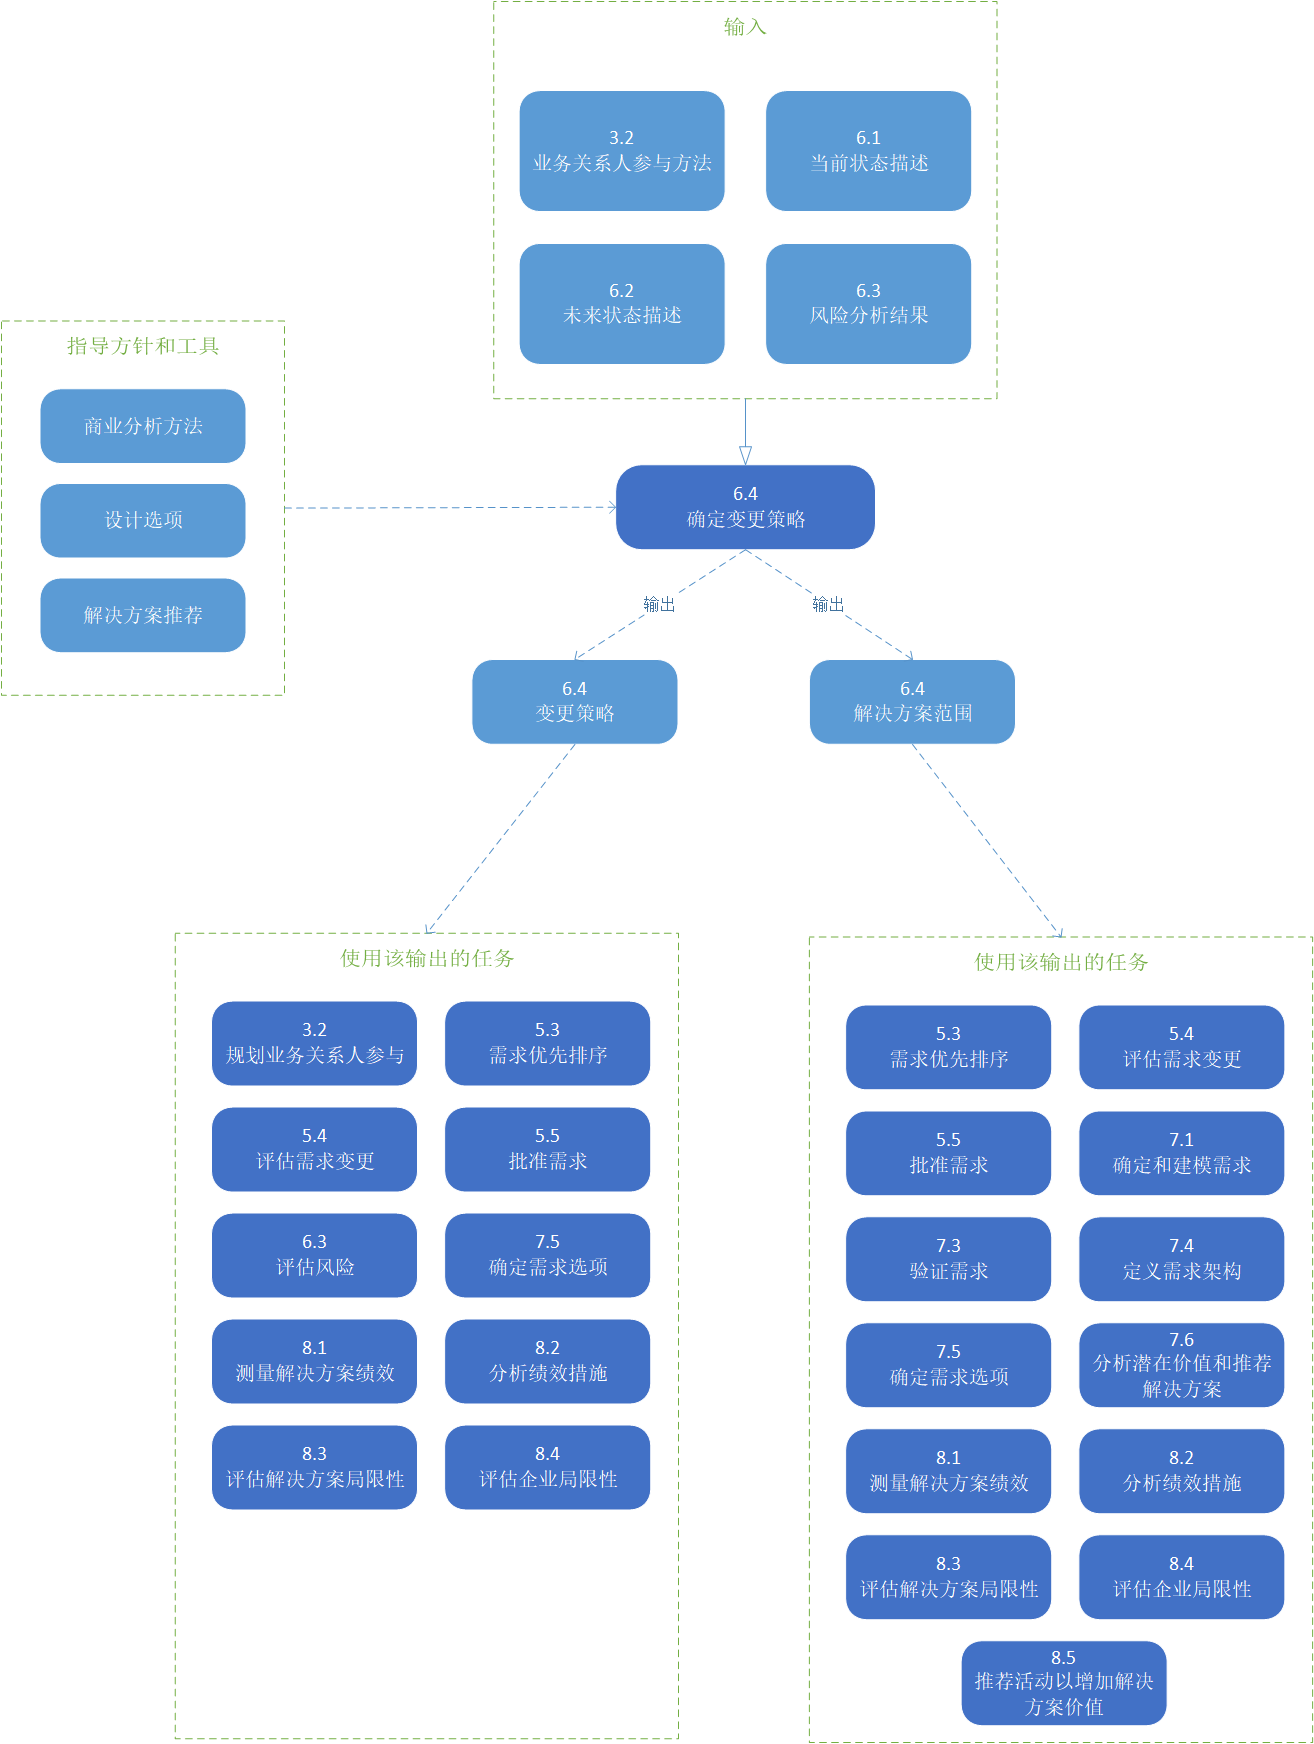 输入
3.2
业务关系人参与方法
6.1
当前状态描述
6.2
未来状态描述
6.3
风险分析结果
指导方针和工具
商业分析方法
设计选项
解决方案推荐
6.4
确定变更策略
输出
输出
6.4
变更策略
6.4
解决方案范围
使用该输出的任务
3.2
规划业务关系人参与
5.3
需求优先排序
5.4
评估需求变更
5.5
批准需求
6.3
评估风险
7.5
确定需求选项
8.1
测量解决方案绩效
8.2
分析绩效措施
8.3
评估解决方案局限性
8.4
评估企业局限性
使用该输出的任务
5.3
需求优先排序
5.4
评估需求变更
5.5
批准需求
7.1
确定和建模需求
7.3
验证需求
7.4
定义需求架构
7.5
确定需求选项
7.6
分析潜在价值和推荐
解决方案
8.1
测量解决方案绩效
8.2
分析绩效措施
8.3
评估解决方案局限性
8.4
评估企业局限性
8.5
推荐活动以增加解决
方案价值